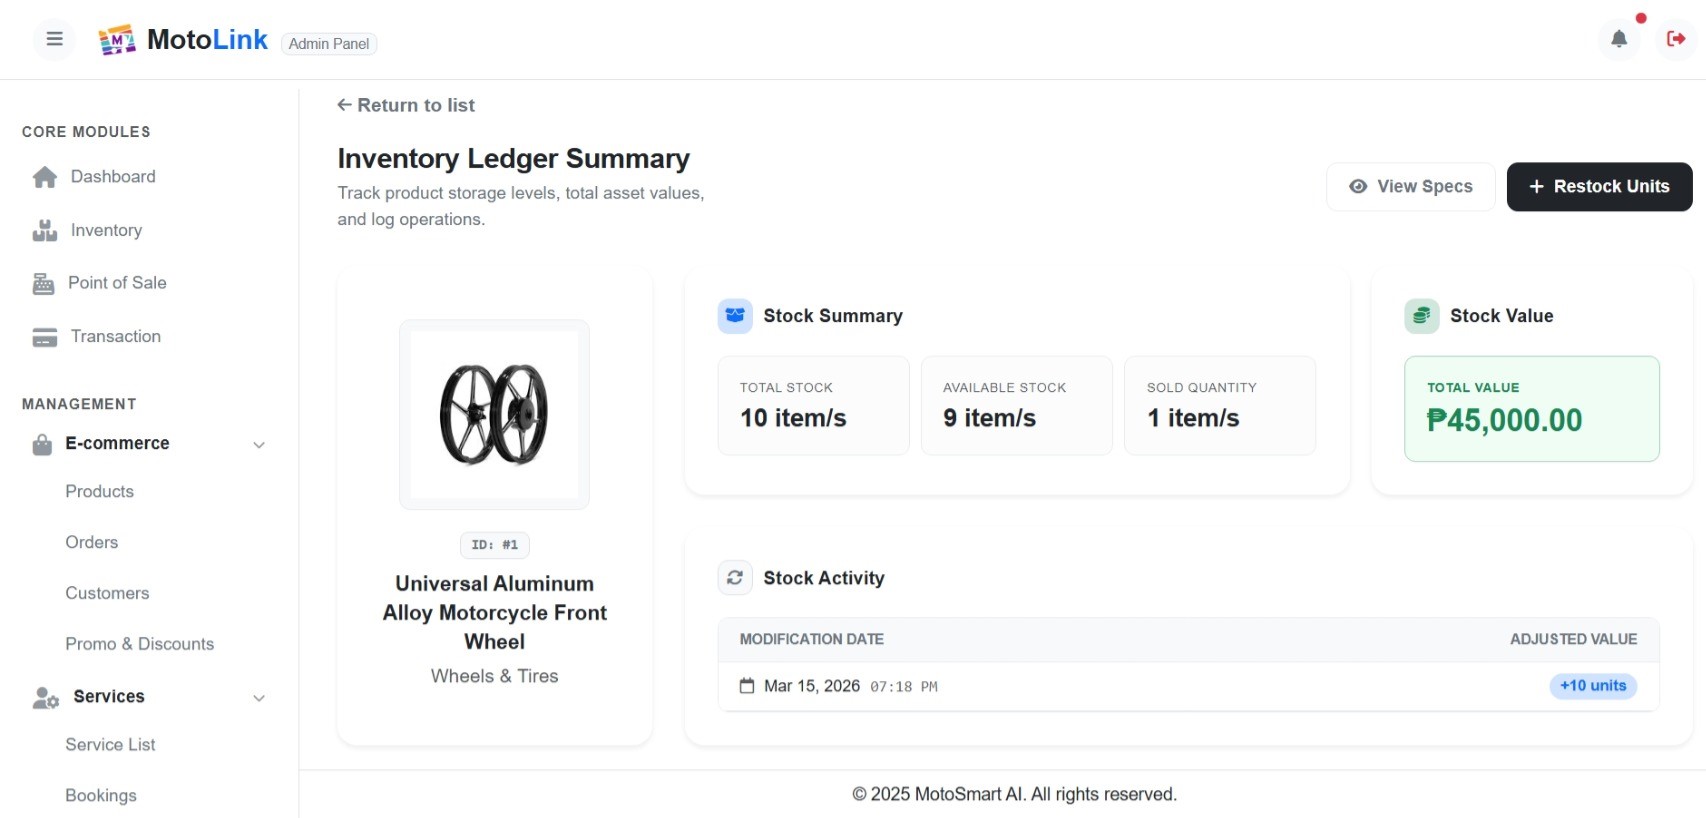 MotoLink Admin Panel
CORE MODULES
Dashboard
Inventory
Point of Sale
Transaction
MANAGEMENT
E-commerce
Products
Orders
Customers
Promo & Discounts
Services
Service List
Bookings
Return to list
Inventory Ledger Summary
Track product storage levels, total asset values,
and log operations.
View Specs
Restock Units
M
ID: #1
Universal Aluminum
Alloy Motorcycle Front
Wheel
Wheels & Tires
Stock Summary
TOTAL STOCK
10 item/s
AVAILABLE STOCK
9 item/s
SOLD QUANTITY
1 item/s
Stock Value
TOTAL VALUE
₱45,000.00
Stock Activity
MODIFICATION DATE ADJUSTED VALUE
Mar 15, 2026 07:18 PM +10 units
© 2025 MotoSmart AI. All rights reserved.